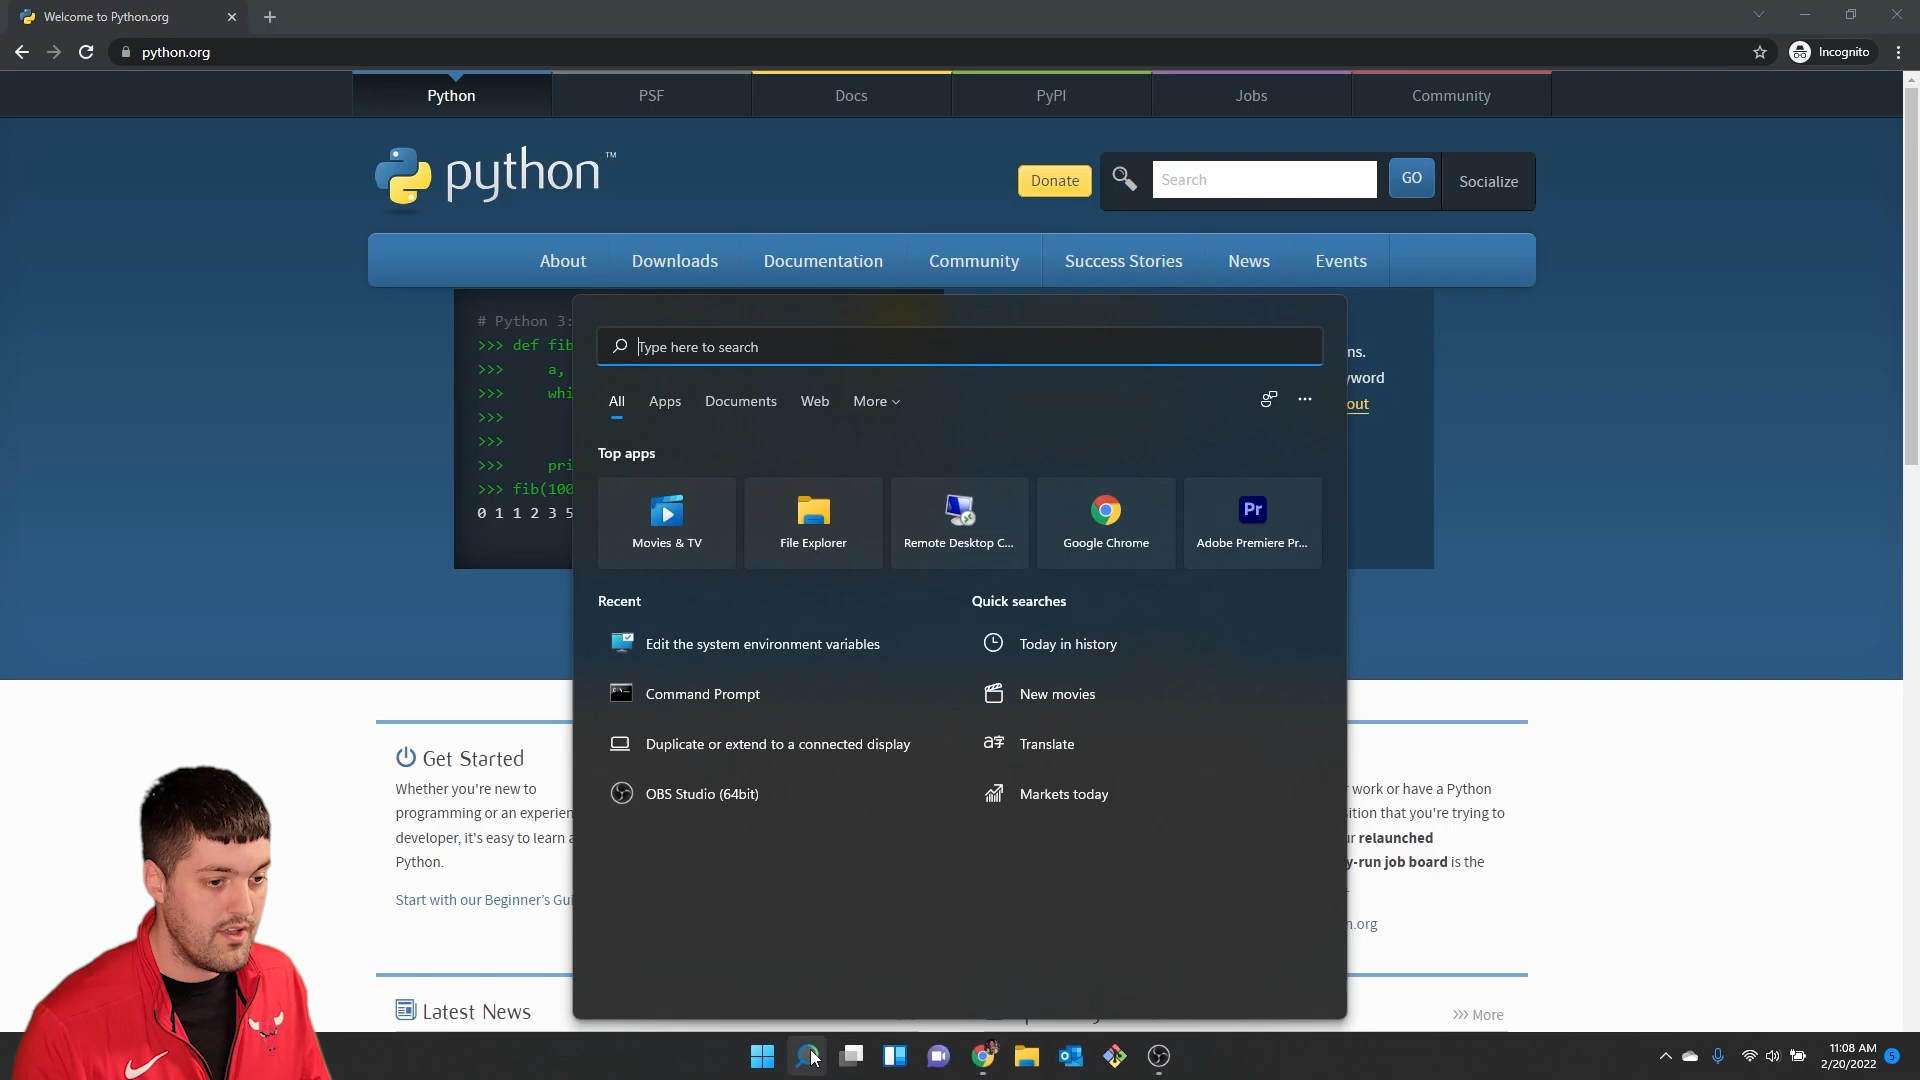 Welcome to Python.org
python.org
Incognito
Python
PSF
Docs
PyPI
Jobs
Community
python™
Donate
Search
GO
Socialize
About
Downloads
Documentation
Community
Success Stories
News
Events
# Python 3:
>>> def fib
>>> a,
>>> whi
>>>
>>>
>>> pri
>>> fib(100
0 1 1 2 3 5
ns.
yword
out
Type here to search
All
Apps
Documents
Web
More
Top apps
Movies & TV
File Explorer
Remote Desktop C...
Google Chrome
Pr
Adobe Premiere Pr...
Recent
Quick searches
Edit the system environment variables
Today in history
Command Prompt
New movies
Duplicate or extend to a connected display
Translate
OBS Studio (64bit)
Markets today
Get Started
Whether you're new to
programming or an experien
developer, it's easy to learn a
Python.
Start with our Beginner's Gui
work or have a Python
ition that you're trying to
ur relaunched
y-run job board is the
n.org
Latest News
>>> More
11:08 AM
2/20/2022
5